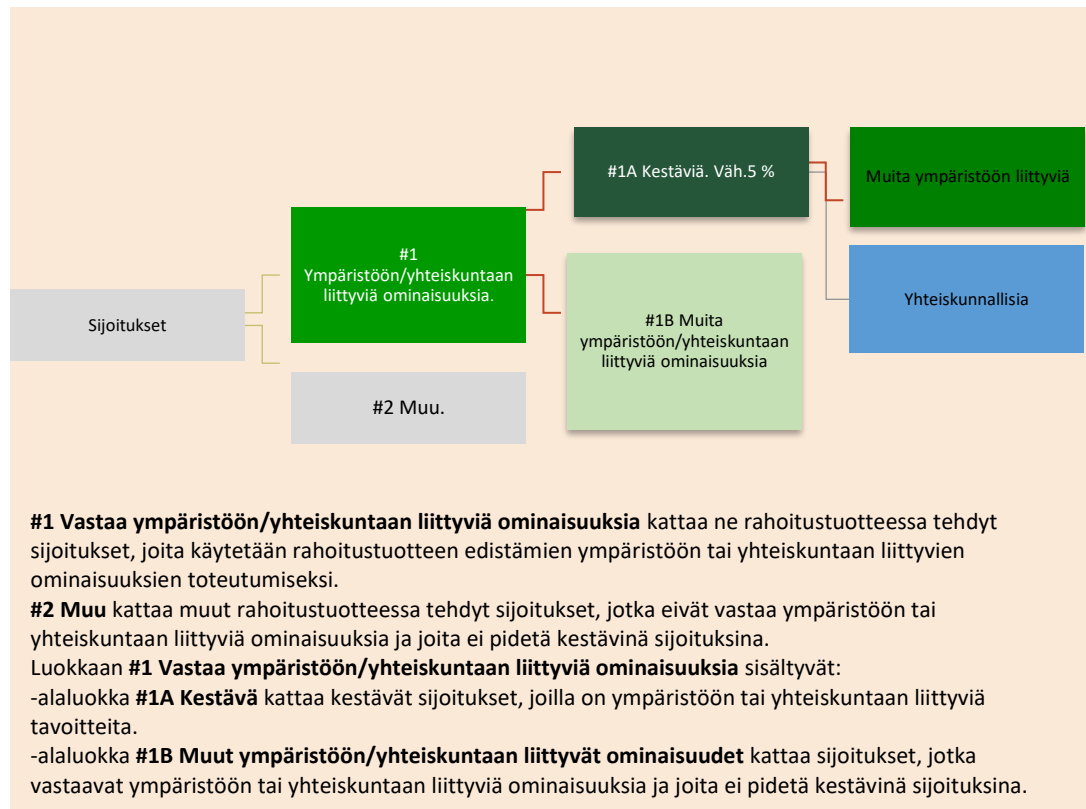 #1A Kestäviä. Väh.5 %
Muita ympäristöön liittyviä
#1
Ympäristöön/yhteiskuntaan
liittyviä ominaisuuksia.
Sijoitukset
Yhteiskunnallisia
#1B Muita
ympäristöön/yhteiskuntaan
liittyviä ominaisuuksia
#2 Muu.
#1 Vastaa ympäristöön/yhteiskuntaan liittyviä ominaisuuksia kattaa ne rahoitustuotteessa tehdyt
sijoitukset, joita käytetään rahoitustuotteen edistämien ympäristöön tai yhteiskuntaan liittyvien
ominaisuuksien toteutumiseksi.
#2 Muu kattaa muut rahoitustuotteessa tehdyt sijoitukset, jotka eivät vastaa ympäristöön tai
yhteiskuntaan liittyviä ominaisuuksia ja joita ei pidetä kestävinä sijoituksina.
Luokkaan #1 Vastaa ympäristöön/yhteiskuntaan liittyviä ominaisuuksia sisältyvät:
-alaluokka #1A Kestävä kattaa kestävät sijoitukset, joilla on ympäristöön tai yhteiskuntaan liittyviä
tavoitteita.
-alaluokka #1B Muut ympäristöön/yhteiskuntaan liittyvät ominaisuudet kattaa sijoitukset, jotka
vastaavat ympäristöön tai yhteiskuntaan liittyviä ominaisuuksia ja joita ei pidetä kestävinä sijoituksina.